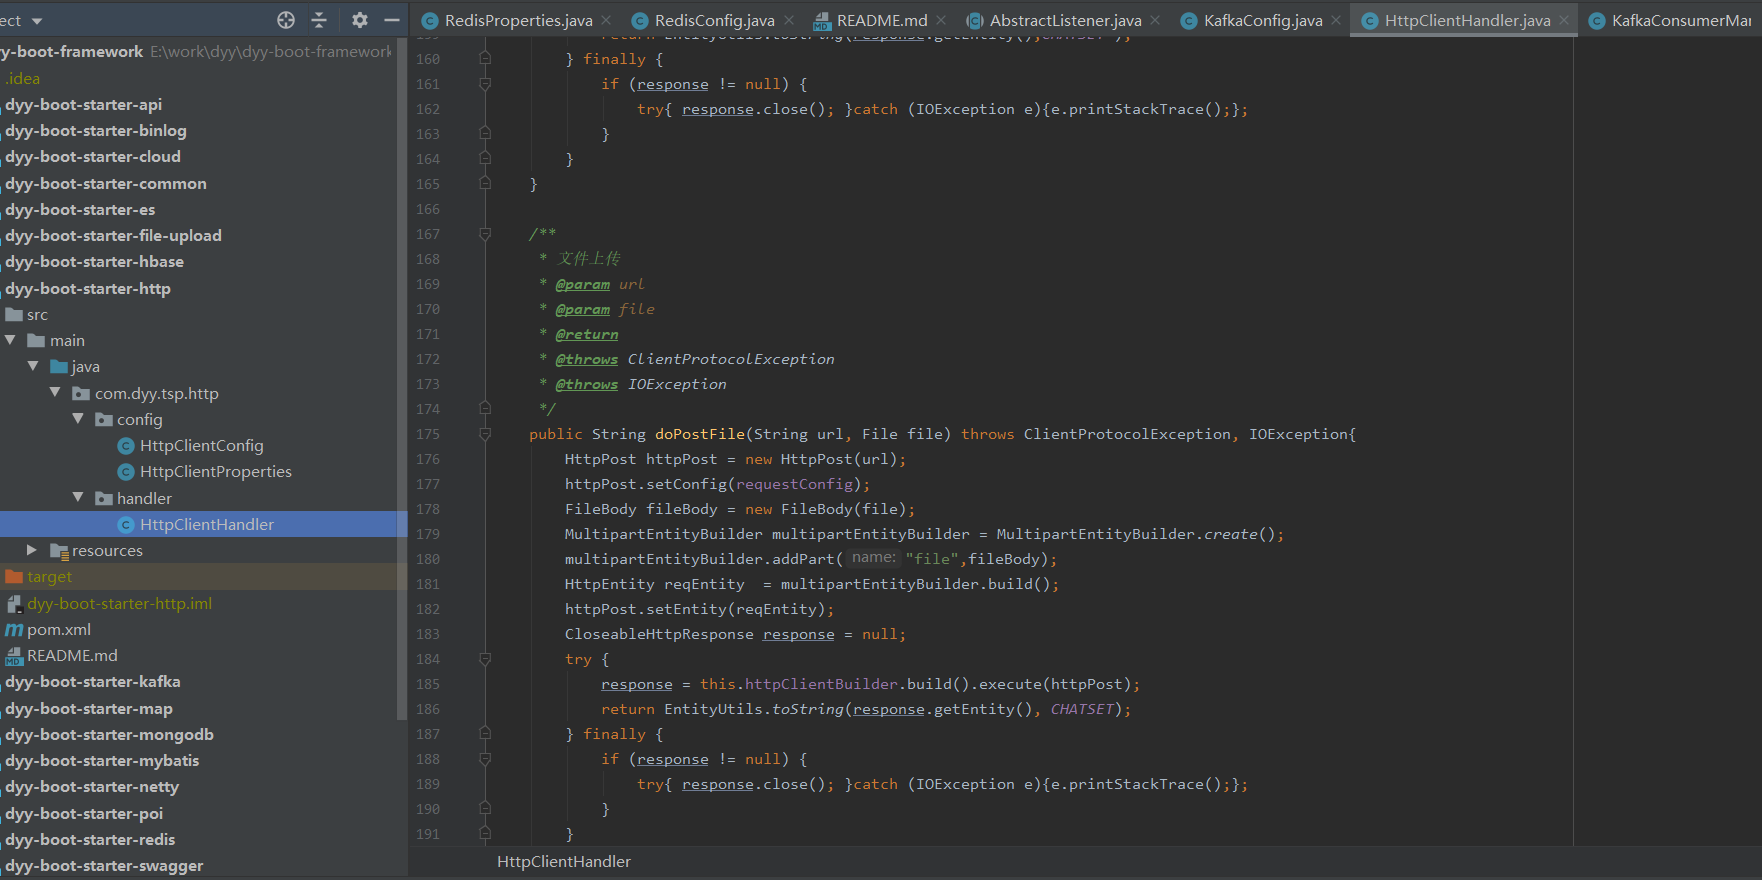 ect
RedisProperties.java
RedisConfig.java
README.md
AbstractListener.java
KafkaConfig.java
HttpClientHandler.java
KafkaConsumerMar
y-boot-framework E:\work\dyy\dyy-boot-framework
.idea
dyy-boot-starter-api
dyy-boot-starter-binlog
dyy-boot-starter-cloud
dyy-boot-starter-common
dyy-boot-starter-es
dyy-boot-starter-file-upload
dyy-boot-starter-hbase
dyy-boot-starter-http
src
main
java
com.dyy.tsp.http
config
HttpClientConfig
HttpClientProperties
handler
HttpClientHandler
resources
target
dyy-boot-starter-http.iml
pom.xml
README.md
dyy-boot-starter-kafka
dyy-boot-starter-map
dyy-boot-starter-mongodb
dyy-boot-starter-mybatis
dyy-boot-starter-netty
dyy-boot-starter-poi
dyy-boot-starter-redis
dyy-boot-starter-swagger
159 return EntityUtils.toString(response.getEntity(),CHATSET );
160 } finally {
161 if (response != null) {
162 try{ response.close(); }catch (IOException e){e.printStackTrace();};
163 }
164 }
165 }
166
167 /**
168 * 文件上传
169 * @param url
170 * @param file
171 * @return
172 * @throws ClientProtocolException
173 * @throws IOException
174 */
175 public String doPostFile(String url, File file) throws ClientProtocolException, IOException{
176 HttpPost httpPost = new HttpPost(url);
177 httpPost.setConfig(requestConfig);
178 FileBody fileBody = new FileBody(file);
179 MultipartEntityBuilder multipartEntityBuilder = MultipartEntityBuilder.create();
180 multipartEntityBuilder.addPart( name: "file",fileBody);
181 HttpEntity reqEntity  = multipartEntityBuilder.build();
182 httpPost.setEntity(reqEntity);
183 CloseableHttpResponse response = null;
184 try {
185 response = this.httpClientBuilder.build().execute(httpPost);
186 return EntityUtils.toString(response.getEntity(), CHATSET);
187 } finally {
188 if (response != null) {
189 try{ response.close(); }catch (IOException e){e.printStackTrace();};
190 }
191 }
HttpClientHandler